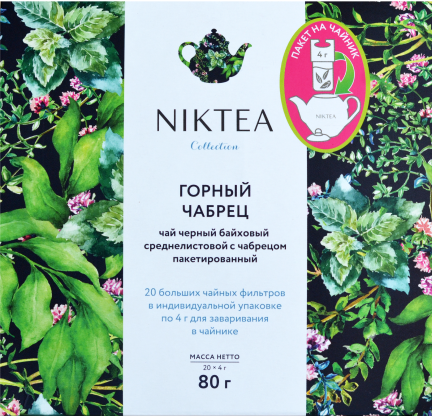 ПАКЕТ НА ЧАЙНИК
4 г
NIKTEA
NIKTEA
Collection
ГОРНЫЙ
ЧАБРЕЦ
чай черный байховый
среднелистовой с чабрецом
пакетированный
20 больших чайных фильтров
в индивидуальной упаковке
по 4 г для заваривания
в чайнике
МАССА НЕТТО
20 × 4 г
80 г